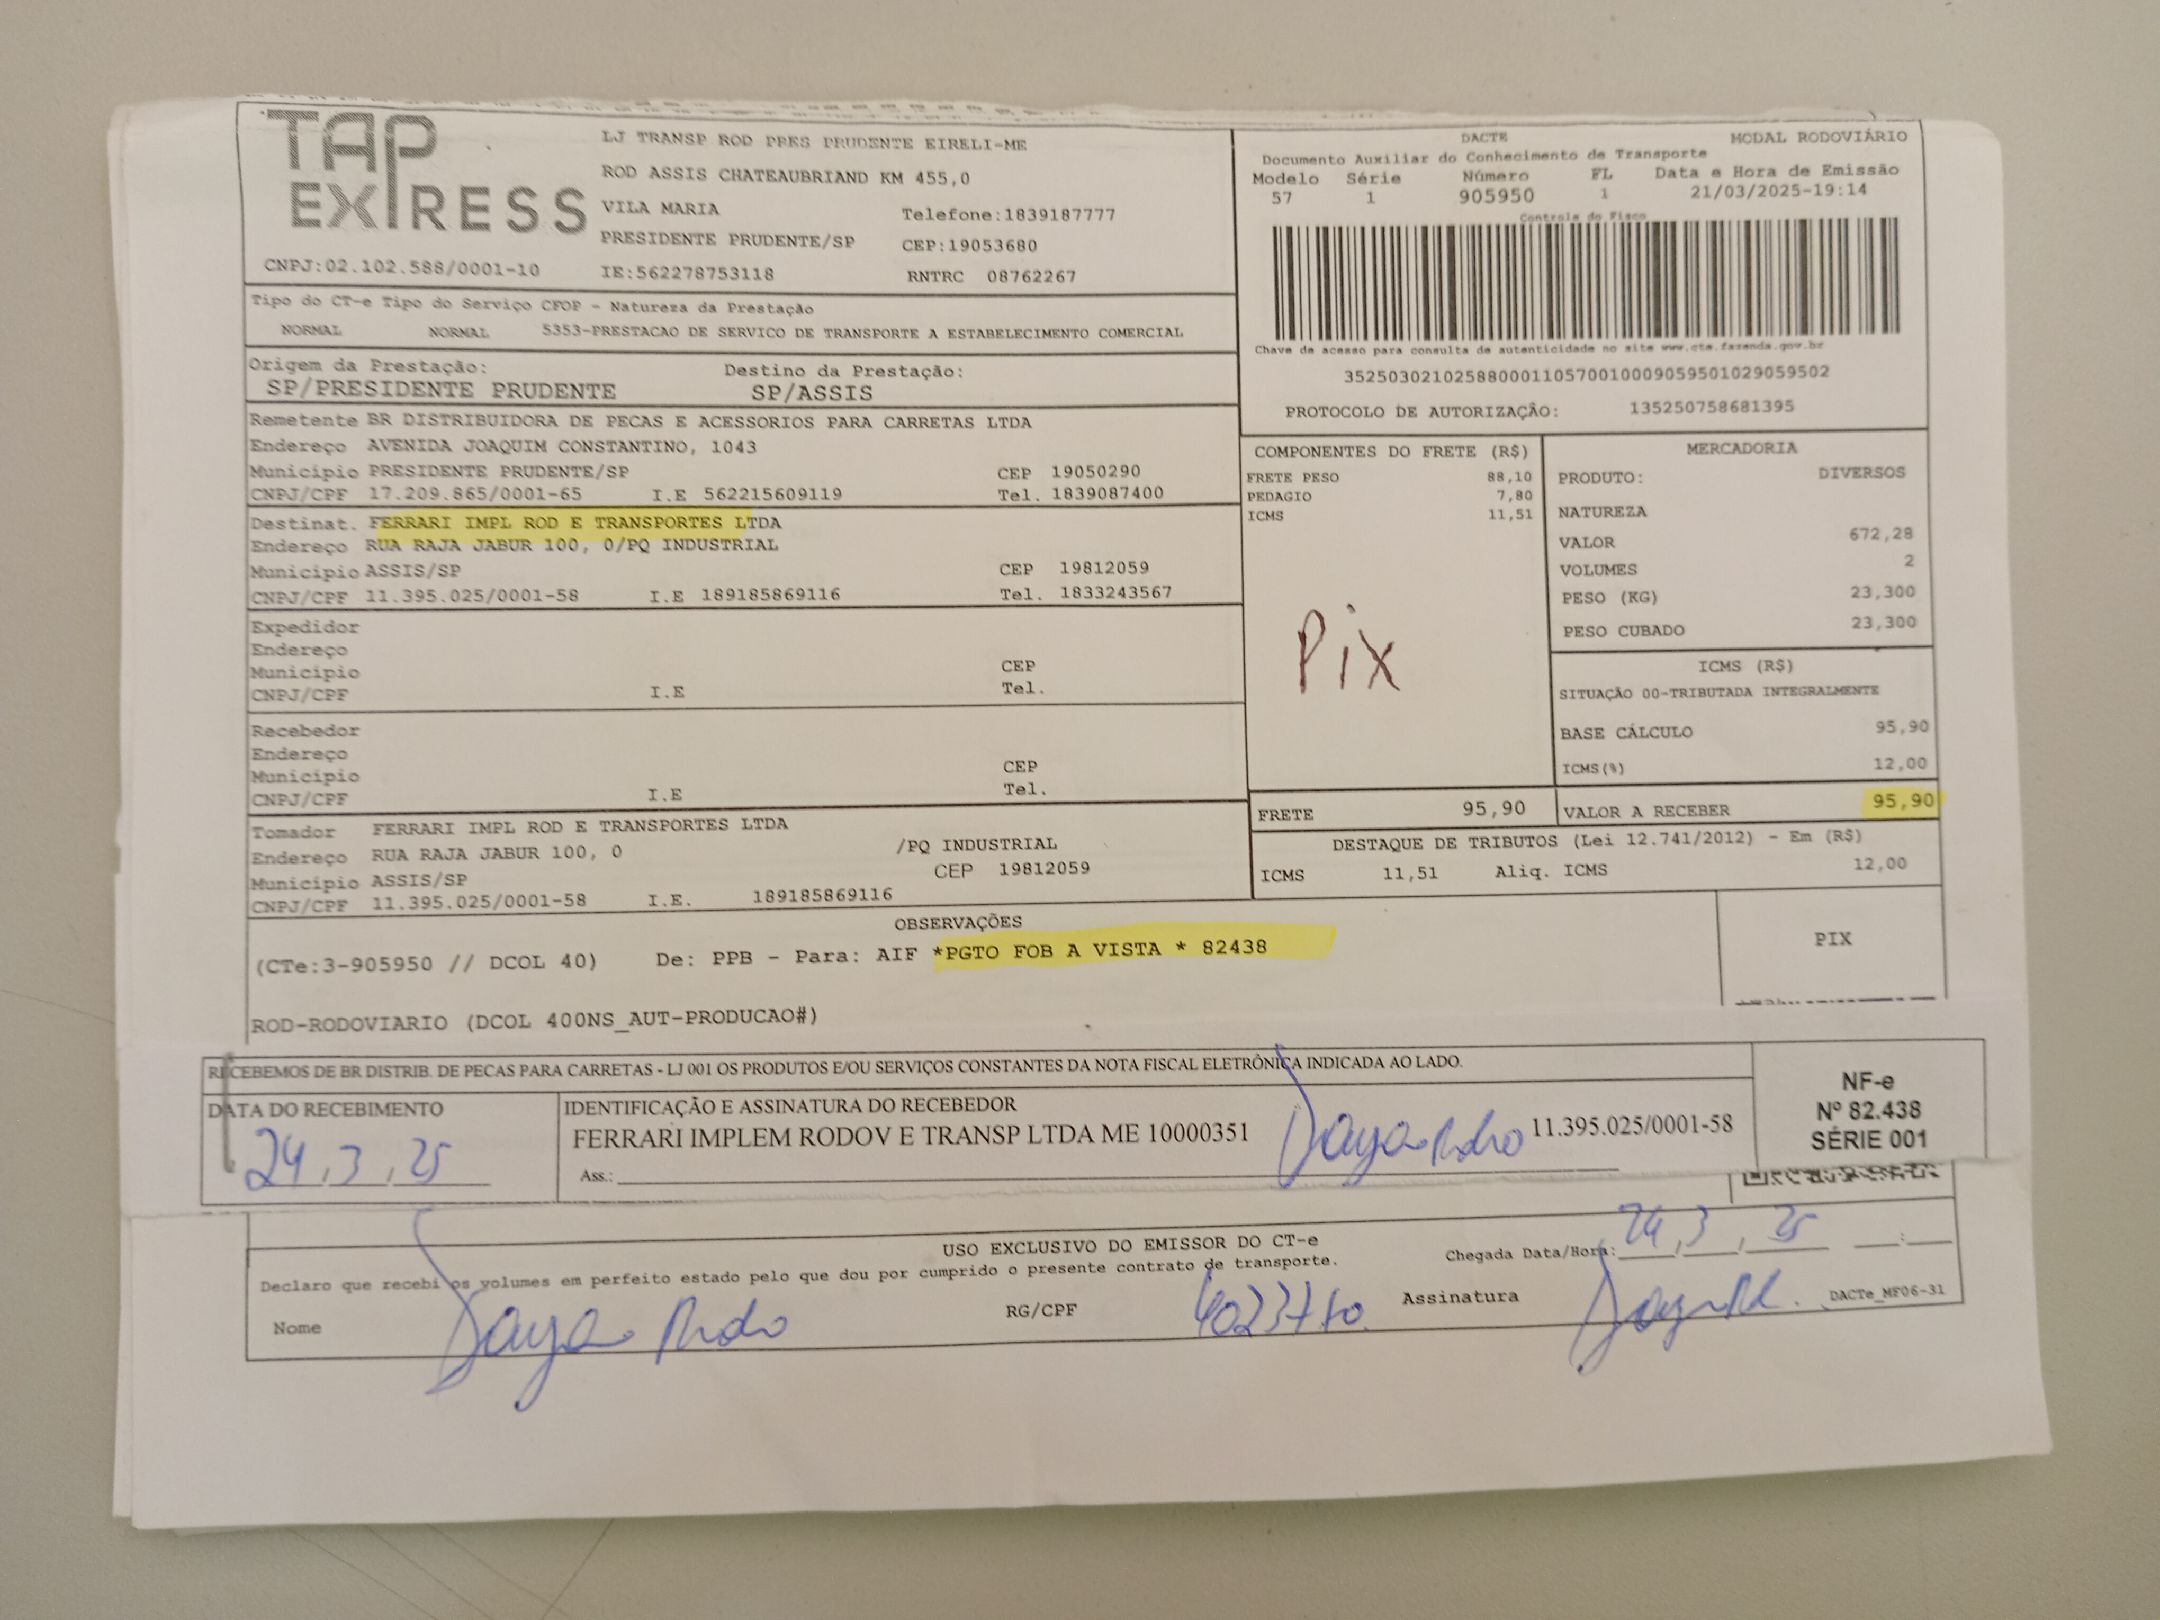 TAP EXPRESS
LJ TRANSP ROD PRES PRUDENTE EIRELI-ME
ROD ASSIS CHATEAUBRIAND KM 455,0
VILA MARIA Telefone:1839187777
PRESIDENTE PRUDENTE/SP CEP:19053680
CNPJ:02.102.588/0001-10 IE:562278753118 RNTRC 08762267
DACTE MODAL RODOVIÁRIO
Documento Auxiliar do Conhecimento de Transporte
Modelo Série Número FL Data e Hora de Emissão
57 1 905950 1 21/03/2025-19:14
Controle do Fisco
Chave de acesso para consulta de autenticidade no site www.cte.fazenda.gov.br
35250302102588000110570010009059501029059502
PROTOCOLO DE AUTORIZAÇÃO: 135250758681395
Tipo do CT-e Tipo do Serviço CFOP - Natureza da Prestação
NORMAL NORMAL 5353-PRESTACAO DE SERVICO DE TRANSPORTE A ESTABELECIMENTO COMERCIAL
Origem da Prestação: Destino da Prestação:
SP/PRESIDENTE PRUDENTE SP/ASSIS
Remetente BR DISTRIBUIDORA DE PECAS E ACESSORIOS PARA CARRETAS LTDA
Endereço AVENIDA JOAQUIM CONSTANTINO, 1043
Município PRESIDENTE PRUDENTE/SP CEP 19050290
CNPJ/CPF 17.209.865/0001-65 I.E 562215609119 Tel. 1839087400
Destinat. FERRARI IMPL ROD E TRANSPORTES LTDA
Endereço RUA RAJA JABUR 100, 0/PQ INDUSTRIAL
Município ASSIS/SP CEP 19812059
CNPJ/CPF 11.395.025/0001-58 I.E 189185869116 Tel. 1833243567
Expedidor
Endereço
Município CEP
CNPJ/CPF I.E Tel.
Recebedor
Endereço
Município CEP
CNPJ/CPF I.E Tel.
Tomador FERRARI IMPL ROD E TRANSPORTES LTDA
Endereço RUA RAJA JABUR 100, 0 /PQ INDUSTRIAL
Município ASSIS/SP CEP 19812059
CNPJ/CPF 11.395.025/0001-58 I.E. 189185869116
COMPONENTES DO FRETE (R$)
FRETE PESO 88,10
PEDAGIO 7,80
ICMS 11,51
Pix
MERCADORIA
PRODUTO: DIVERSOS
NATUREZA
VALOR 672,28
VOLUMES 2
PESO (KG) 23,300
PESO CUBADO 23,300
ICMS (R$)
SITUAÇÃO 00-TRIBUTADA INTEGRALMENTE
BASE CÁLCULO 95,90
ICMS(%) 12,00
FRETE 95,90 VALOR A RECEBER 95,90
DESTAQUE DE TRIBUTOS (Lei 12.741/2012) - Em (R$)
ICMS 11,51 Aliq. ICMS 12,00
OBSERVAÇÕES
(CTe:3-905950 // DCOL 40) De: PPB - Para: AIF *PGTO FOB A VISTA * 82438
PIX
ROD-RODOVIARIO (DCOL 400NS_AUT-PRODUCAO#)
RECEBEMOS DE BR DISTRIB. DE PECAS PARA CARRETAS - LJ 001 OS PRODUTOS E/OU SERVIÇOS CONSTANTES DA NOTA FISCAL ELETRÔNICA INDICADA AO LADO.
DATA DO RECEBIMENTO
24,3,25
IDENTIFICAÇÃO E ASSINATURA DO RECEBEDOR
FERRARI IMPLEM RODOV E TRANSP LTDA ME 10000351 11.395.025/0001-58
Ass.:
NF-e
Nº 82.438
SÉRIE 001
USO EXCLUSIVO DO EMISSOR DO CT-e
Chegada Data/Hora: 24,3,25
Declaro que recebi os volumes em perfeito estado pelo que dou por cumprido o presente contrato de transporte.
Nome RG/CPF Assinatura DACTe_MF06-31